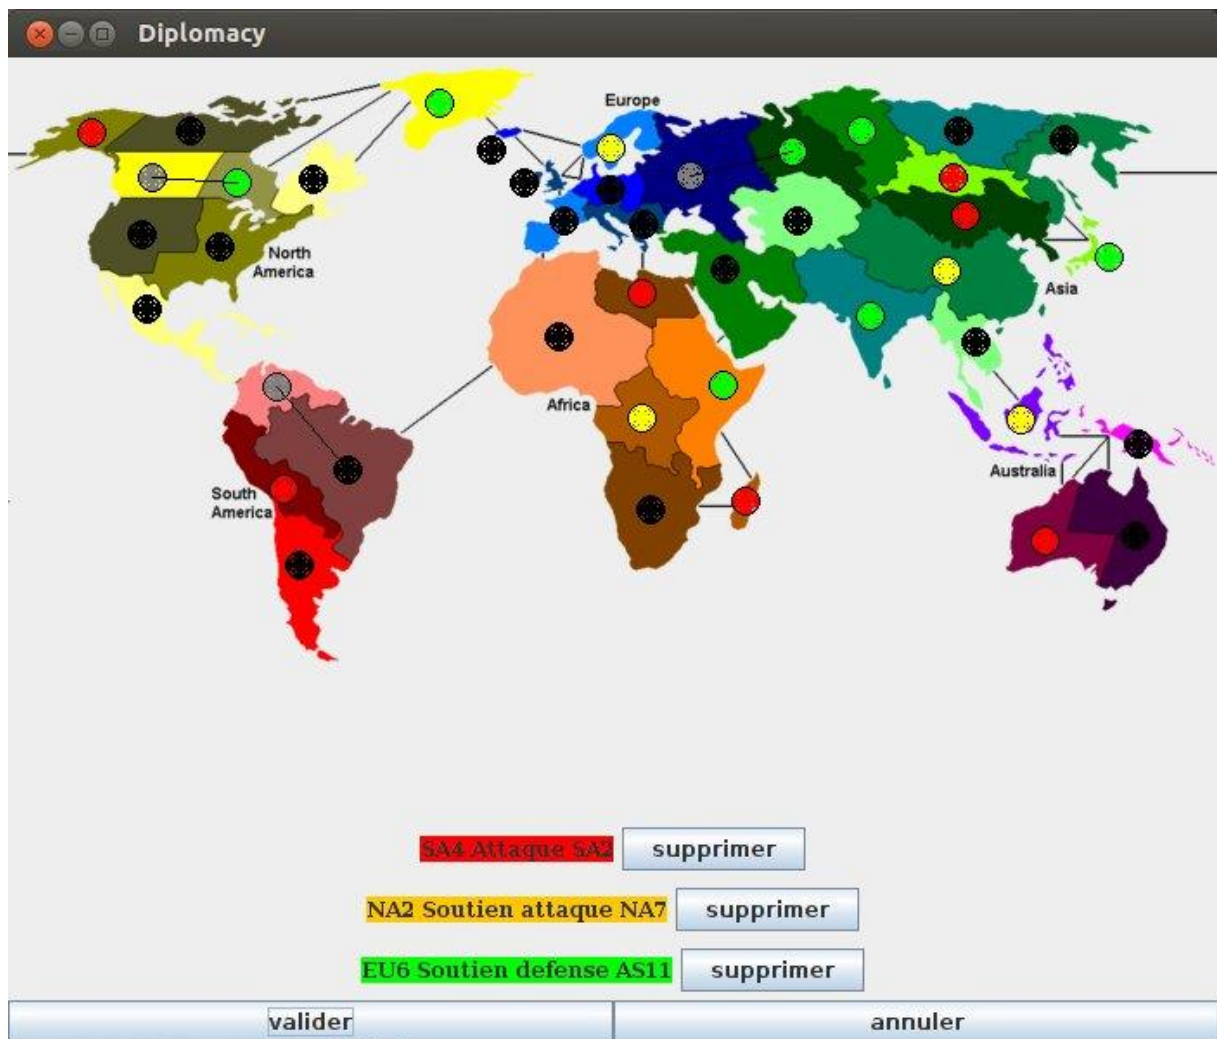 Diplomacy
Europe
North
America
Asia
Africa
Australia
South
America
SA4 Attaque SA2
supprimer
NA2 Soutien attaque NA7
supprimer
EU6 Soutien defense AS11
supprimer
valider
annuler